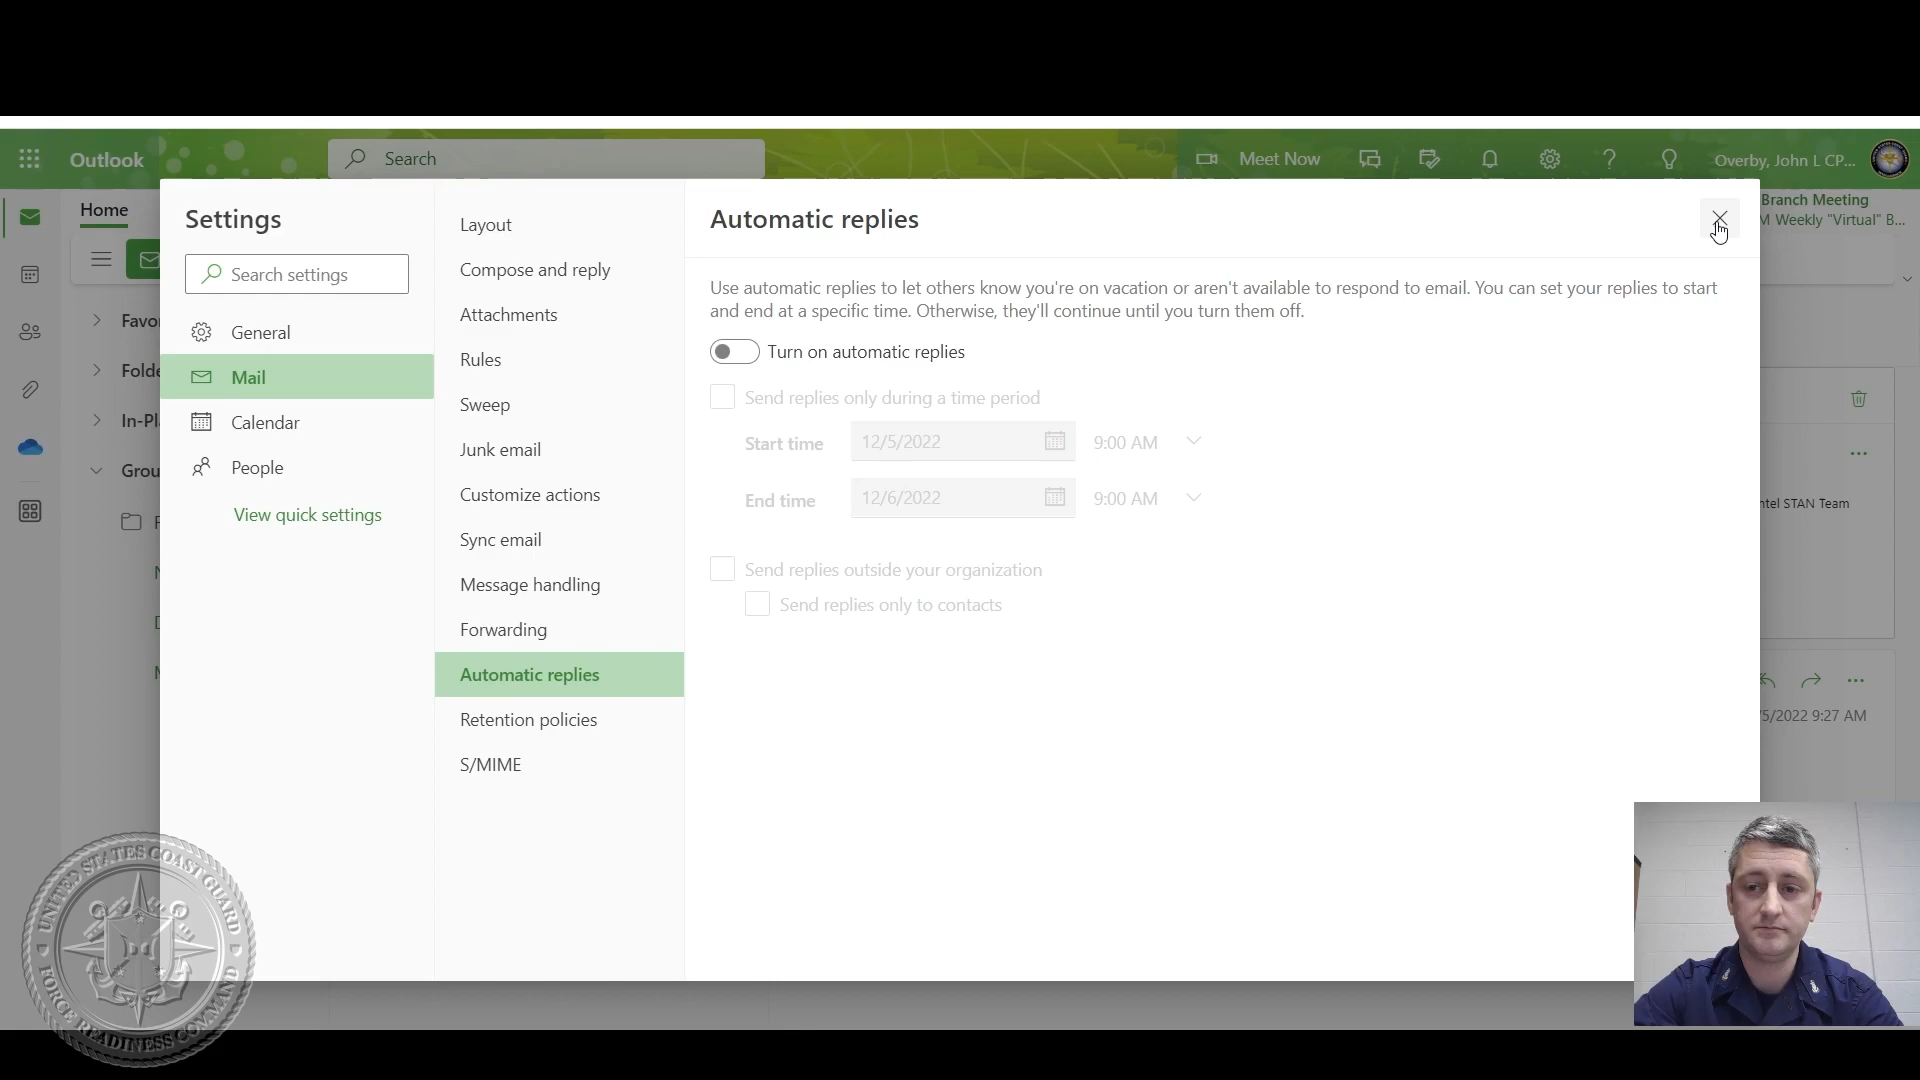 Outlook
Search
Meet Now
Overby, John L CP...
Home
Branch Meeting
M Weekly "Virtual" B...
Favor
Folde
In-Pl
Grou
Settings
Search settings
General
Mail
Calendar
People
View quick settings
Layout
Compose and reply
Attachments
Rules
Sweep
Junk email
Customize actions
Sync email
Message handling
Forwarding
Automatic replies
Retention policies
S/MIME
Automatic replies
Use automatic replies to let others know you're on vacation or aren't available to respond to email. You can set your replies to start
and end at a specific time. Otherwise, they'll continue until you turn them off.
Turn on automatic replies
Send replies only during a time period
Start time 12/5/2022 9:00 AM
End time 12/6/2022 9:00 AM
Send replies outside your organization
Send replies only to contacts
ntel STAN Team
/5/2022 9:27 AM
UNITED STATES COAST GUARD
FORCE READINESS COMMAND